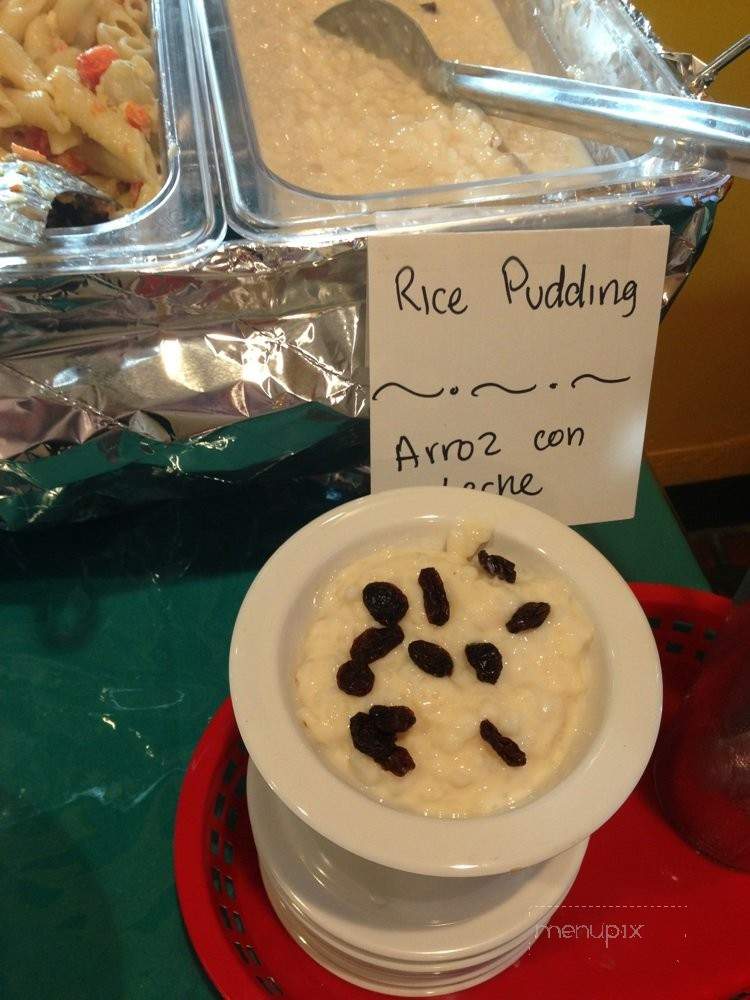 Rice Pudding
Arroz con
Leche
menupix